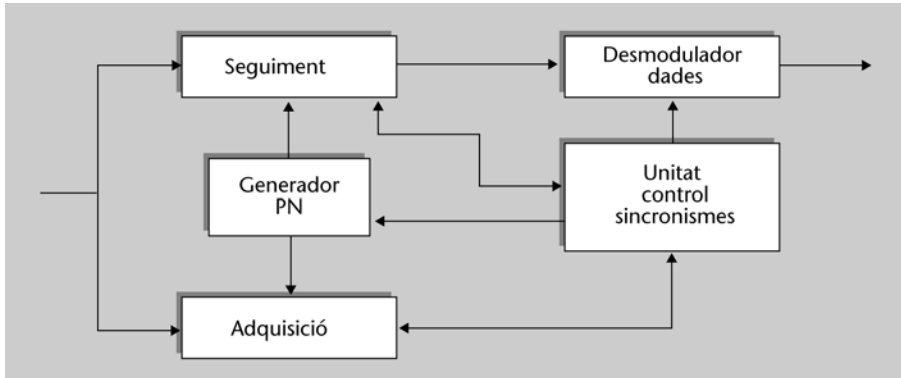 Seguiment
Desmodulador
dades
Generador
PN
Unitat
control
sincronismes
Adquisició